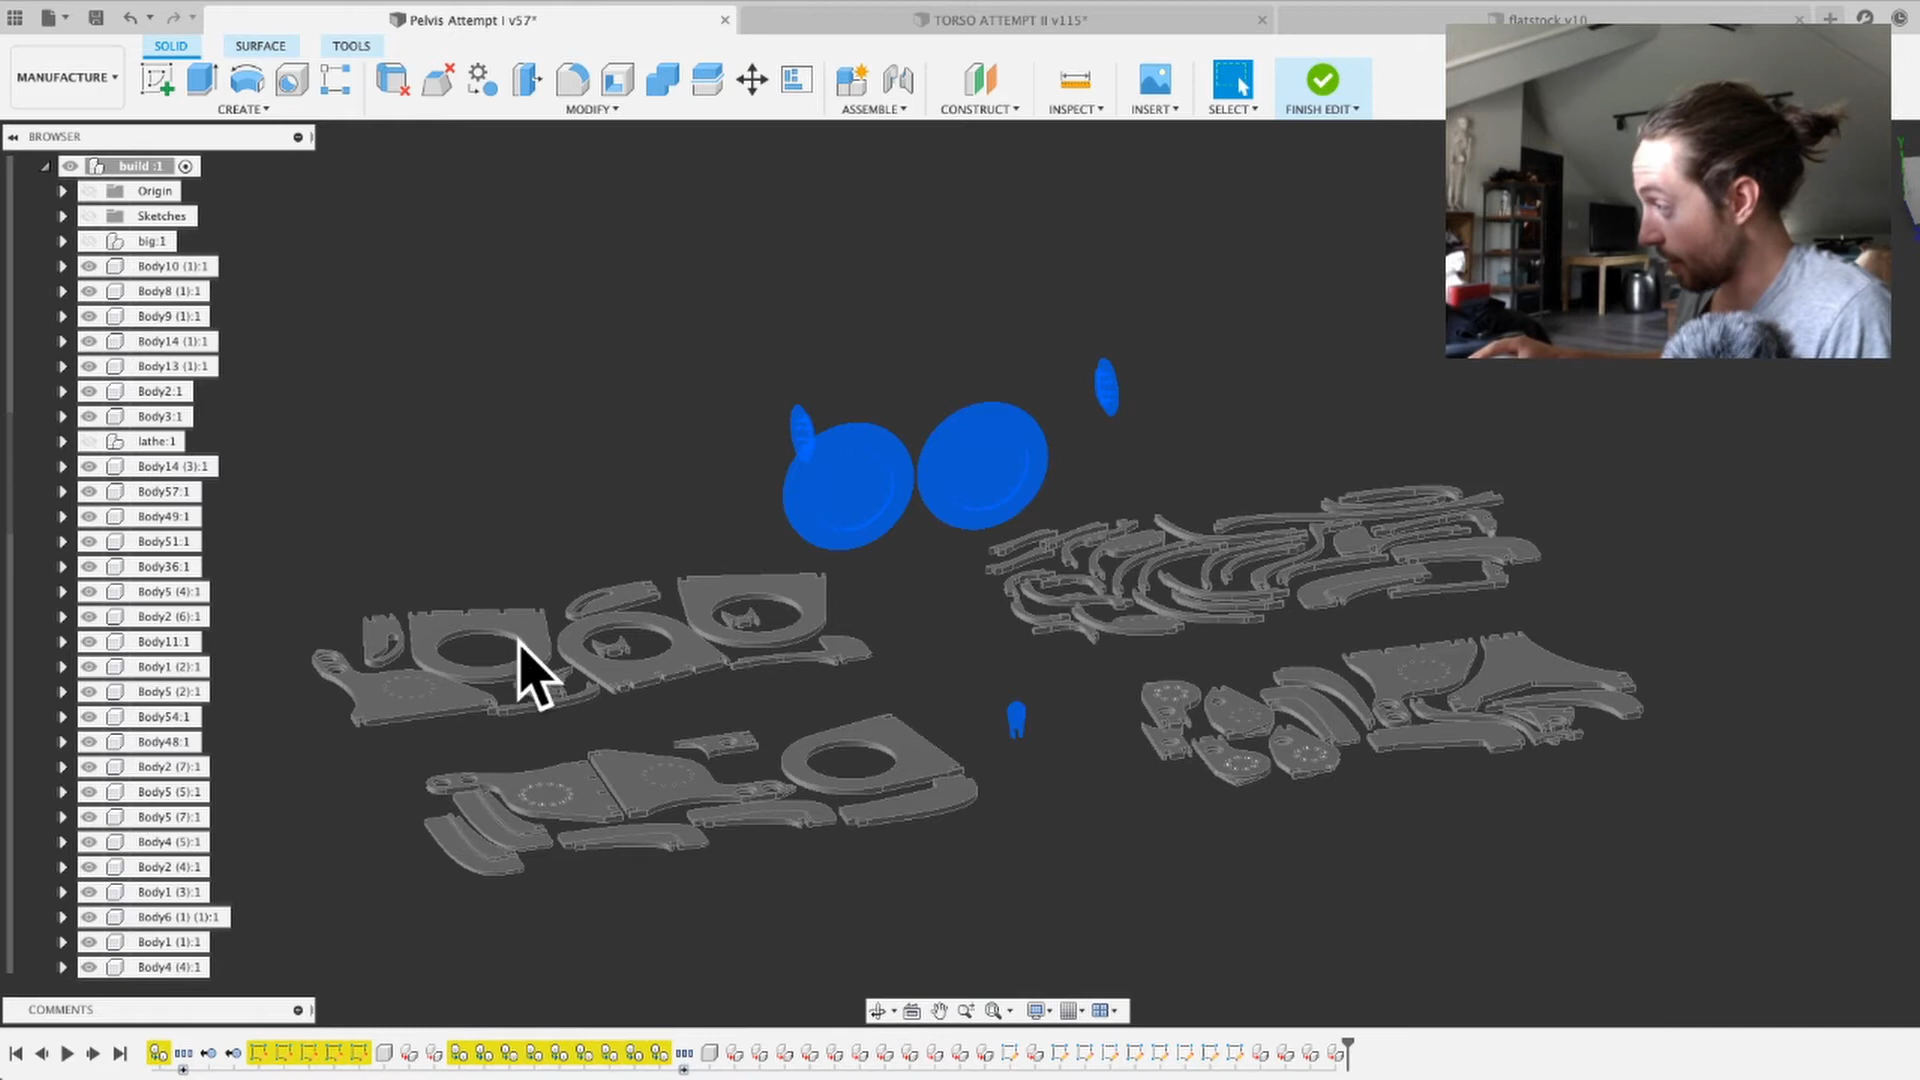 Pelvis Attempt I v57*
TORSO ATTEMPT II v115*
flatstock v10
MANUFACTURE
SOLID
SURFACE
TOOLS
CREATE
MODIFY
ASSEMBLE
CONSTRUCT
INSPECT
INSERT
SELECT
FINISH EDIT
BROWSER
build :1
Origin
Sketches
big:1
Body10 (1):1
Body8 (1):1
Body9 (1):1
Body14 (1):1
Body13 (1):1
Body2:1
Body3:1
lathe:1
Body14 (3):1
Body57:1
Body49:1
Body51:1
Body36:1
Body5 (4):1
Body2 (6):1
Body11:1
Body1 (2):1
Body5 (2):1
Body54:1
Body48:1
Body2 (7):1
Body5 (5):1
Body5 (7):1
Body4 (5):1
Body2 (4):1
Body1 (3):1
Body6 (1) (1):1
Body1 (1):1
Body4 (4):1
COMMENTS